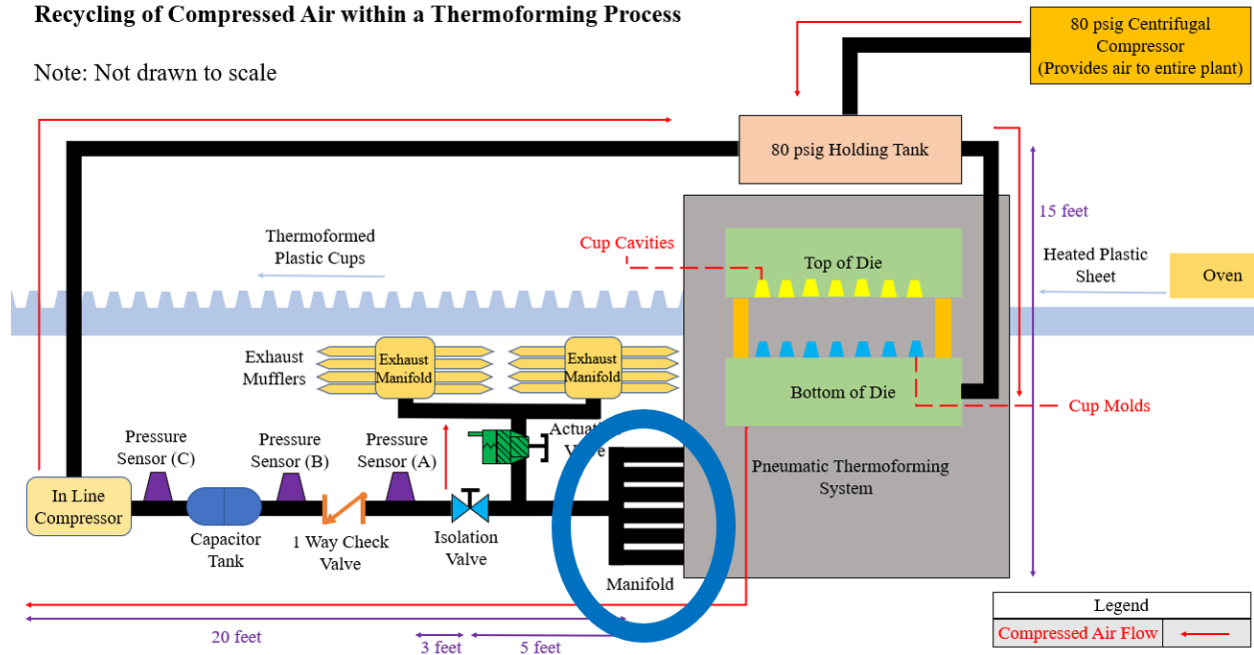 Recycling of Compressed Air within a Thermoforming Process
Note: Not drawn to scale
80 psig Centrifugal
Compressor
(Provides air to entire plant)
80 psig Holding Tank
15 feet
Thermoformed
Plastic Cups
Cup Cavities
Top of Die
Heated Plastic
Sheet
Oven
Exhaust
Mufflers
Exhaust
Manifold
Exhaust
Manifold
Bottom of Die
Cup Molds
Actuation
Valve
Pressure
Sensor (C)
Pressure
Sensor (B)
Pressure
Sensor (A)
Pneumatic Thermoforming
System
In Line
Compressor
Capacitor
Tank
1 Way Check
Valve
Isolation
Valve
Manifold
20 feet
3 feet
5 feet
Legend
Compressed Air Flow